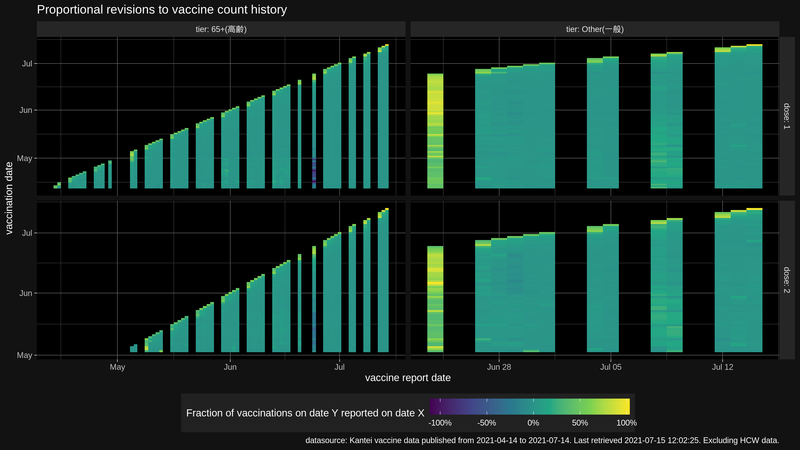 Proportional revisions to vaccine count history
tier: 65+(高齢)
tier: Other(一般)
Jul
Jun
May
dose: 1
vaccination date
Jul
Jun
May
dose: 2
May
Jun
Jul
Jun 28
Jul 05
Jul 12
vaccine report date
Fraction of vaccinations on date Y reported on date X
-100%
-50%
0%
50%
100%
datasource: Kantei vaccine data published from 2021-04-14 to 2021-07-14. Last retrieved 2021-07-15 12:02:25. Excluding HCW data.